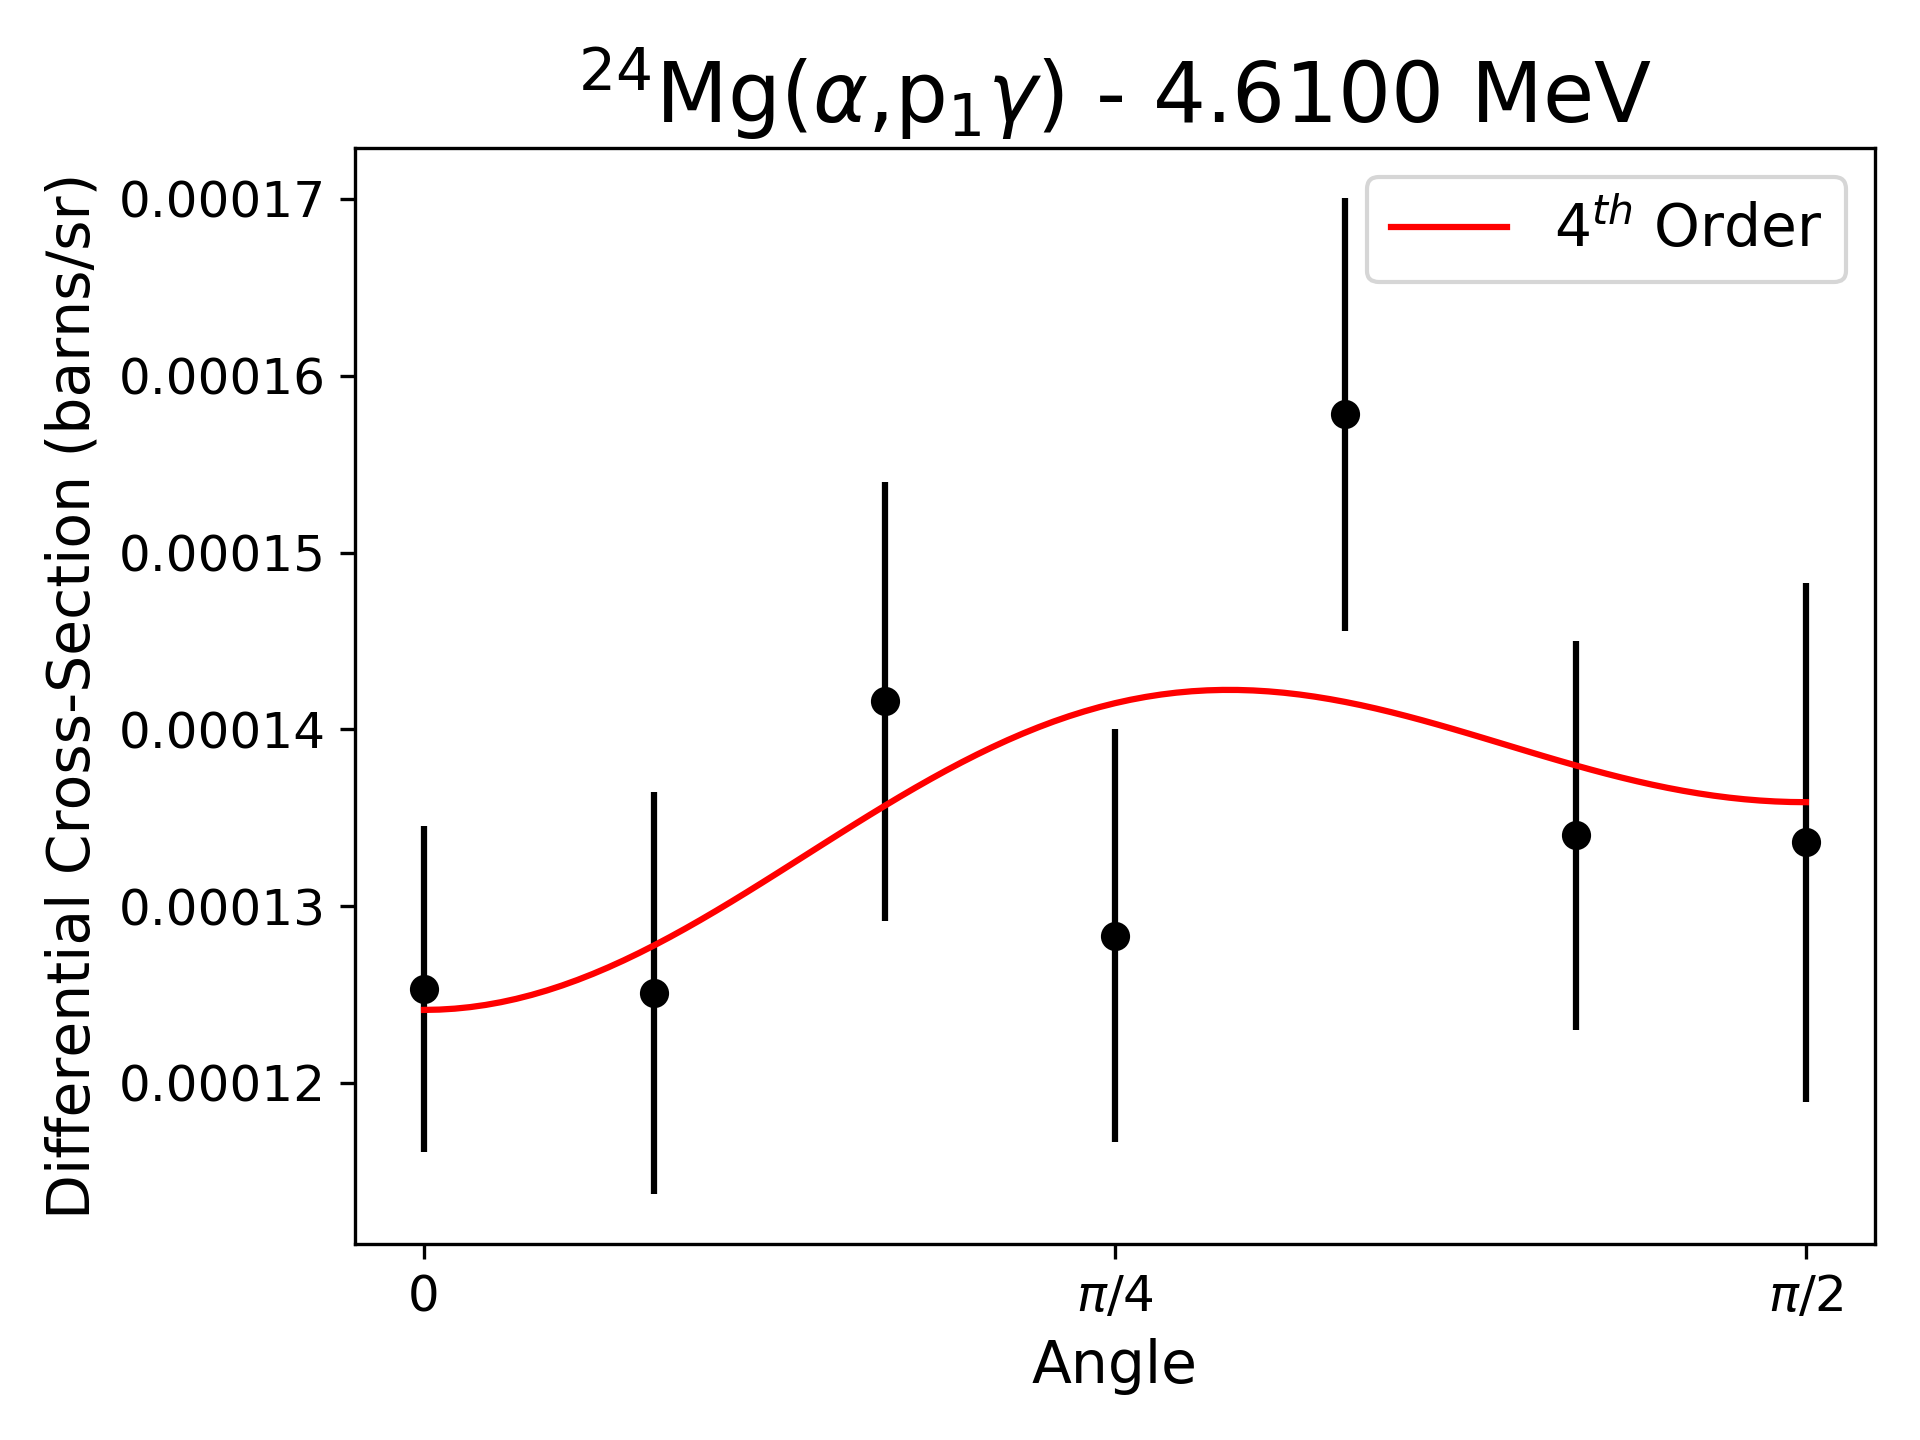 ²⁴Mg(α,p₁γ) - 4.6100 MeV
4ᵗʰ Order
Differential Cross-Section (barns/sr)
0.00017
0.00016
0.00015
0.00014
0.00013
0.00012
0 π/4 π/2
Angle